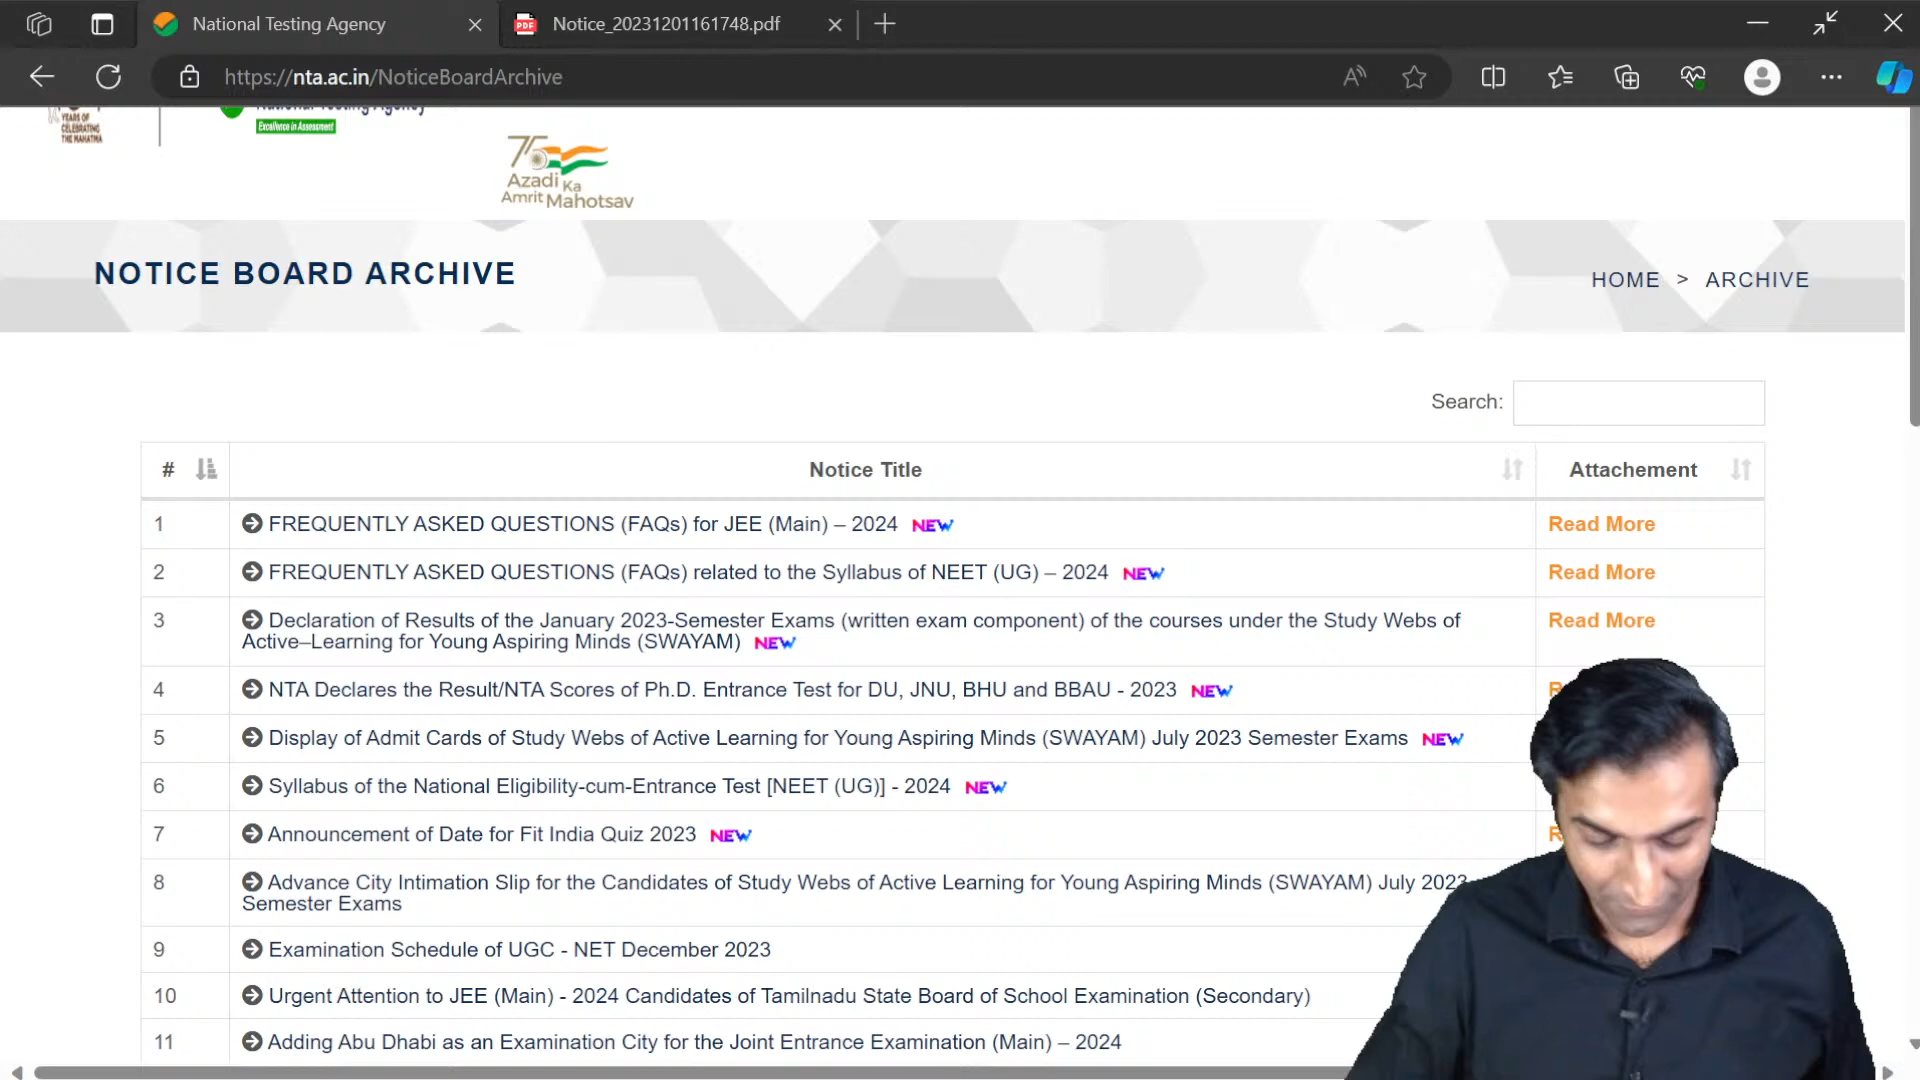 National Testing Agency
PDF
Notice_20231201161748.pdf
https://nta.ac.in/NoticeBoardArchive
YEARS OF
CELEBRATING
THE MAHATMA
National Testing Agency
Excellence in Assessment
75
Azadi Ka
Amrit Mahotsav
NOTICE BOARD ARCHIVE
HOME > ARCHIVE
Search:
# Notice Title Attachement
1 FREQUENTLY ASKED QUESTIONS (FAQs) for JEE (Main) – 2024 NEW Read More
2 FREQUENTLY ASKED QUESTIONS (FAQs) related to the Syllabus of NEET (UG) – 2024 NEW Read More
3 Declaration of Results of the January 2023-Semester Exams (written exam component) of the courses under the Study Webs of Read More
Active–Learning for Young Aspiring Minds (SWAYAM) NEW
4 NTA Declares the Result/NTA Scores of Ph.D. Entrance Test for DU, JNU, BHU and BBAU - 2023 NEW
5 Display of Admit Cards of Study Webs of Active Learning for Young Aspiring Minds (SWAYAM) July 2023 Semester Exams NEW
6 Syllabus of the National Eligibility-cum-Entrance Test [NEET (UG)] - 2024 NEW
7 Announcement of Date for Fit India Quiz 2023 NEW
8 Advance City Intimation Slip for the Candidates of Study Webs of Active Learning for Young Aspiring Minds (SWAYAM) July 2023
Semester Exams
9 Examination Schedule of UGC - NET December 2023
10 Urgent Attention to JEE (Main) - 2024 Candidates of Tamilnadu State Board of School Examination (Secondary)
11 Adding Abu Dhabi as an Examination City for the Joint Entrance Examination (Main) – 2024